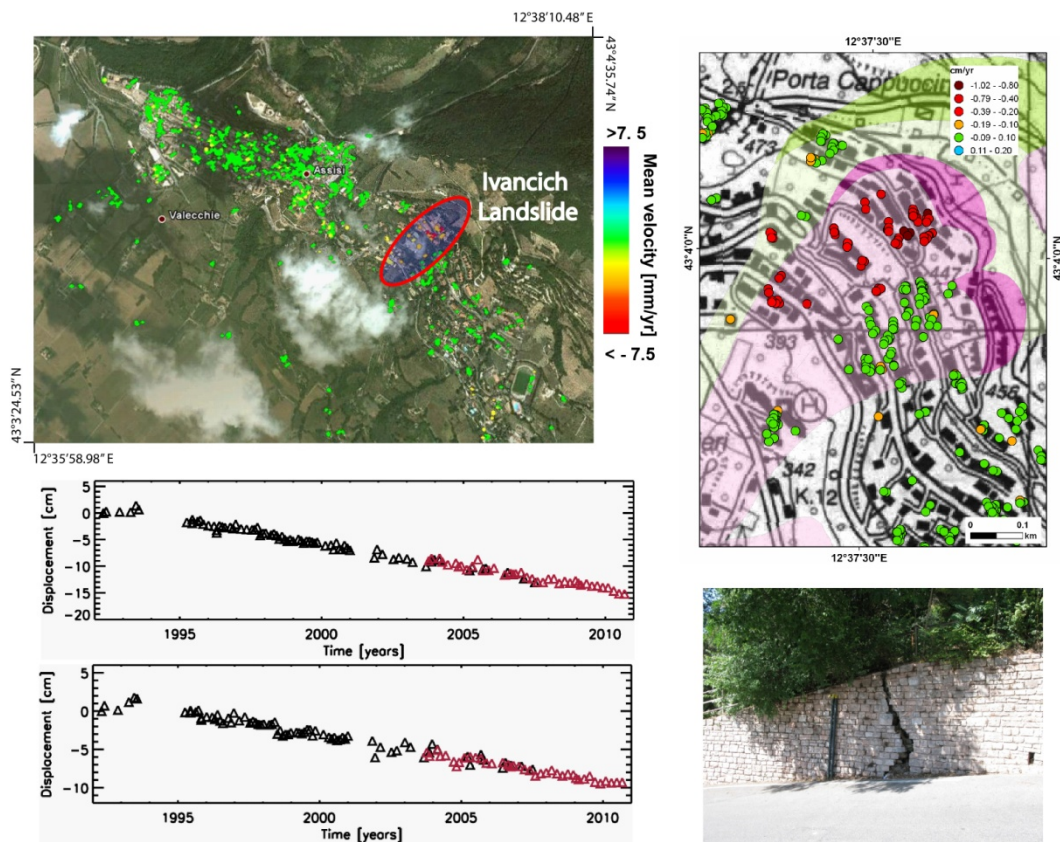 12°38'10.48" E
43°4'35.74" N
Assisi
Valecchie
Ivancich
Landslide
>7. 5
Mean velocity [mm/yr]
< - 7.5
43°3'24.53" N
12°35'58.98" E
12°37'30"E
cm/yr
-1.02 - -0.80
-0.79 - -0.40
-0.39 - -0.20
-0.19 - -0.10
-0.09 - 0.10
0.11 - 0.20
Porta Cappuccin
473
43°4'0"N
43°4'0"N
447
393
456
H
342
K.12
0 0.1
km
12°37'30"E
5
0
-5
-10
-15
-20
Displacement [cm]
1995 2000 2005 2010
Time [years]
5
0
-5
-10
Displacement [cm]
1995 2000 2005 2010
Time [years]